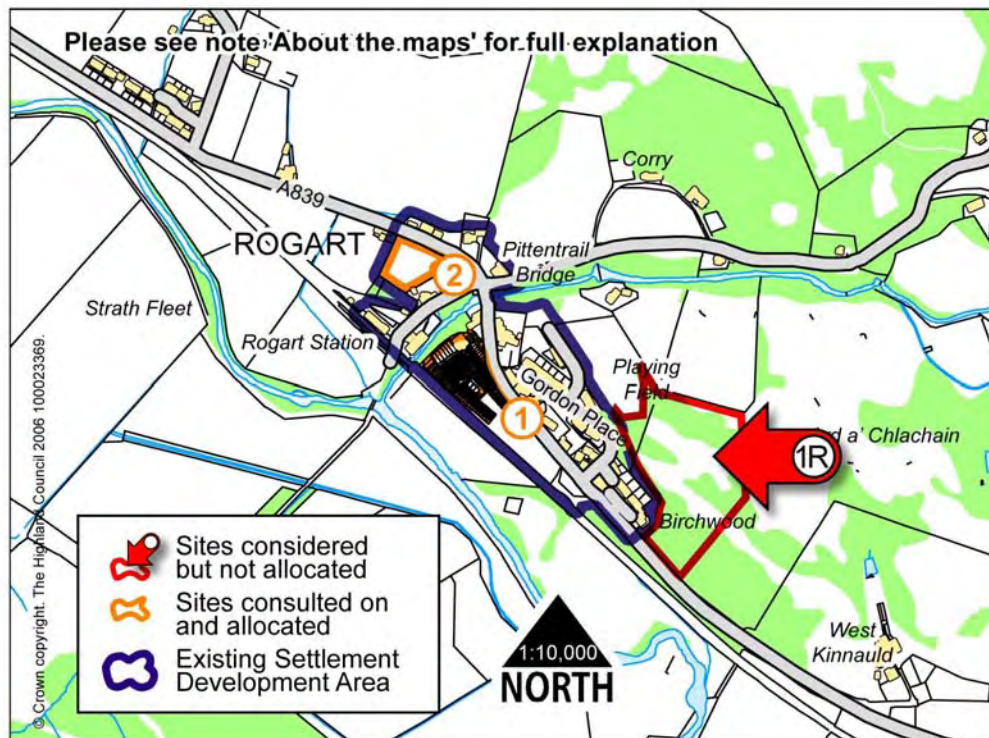 Please see note 'About the maps' for full explanation
A839
Corry
ROGART
Pittentrail
Bridge
2
Strath Fleet
Rogart Station
Playing
Field
Gordon Place
1
1R
a' Chlachain
Birchwood
West
Kinnauld
Sites considered
but not allocated
Sites consulted on
and allocated
Existing Settlement
Development Area
1:10,000
NORTH
© Crown copyright. The Highland Council 2006 100023369.